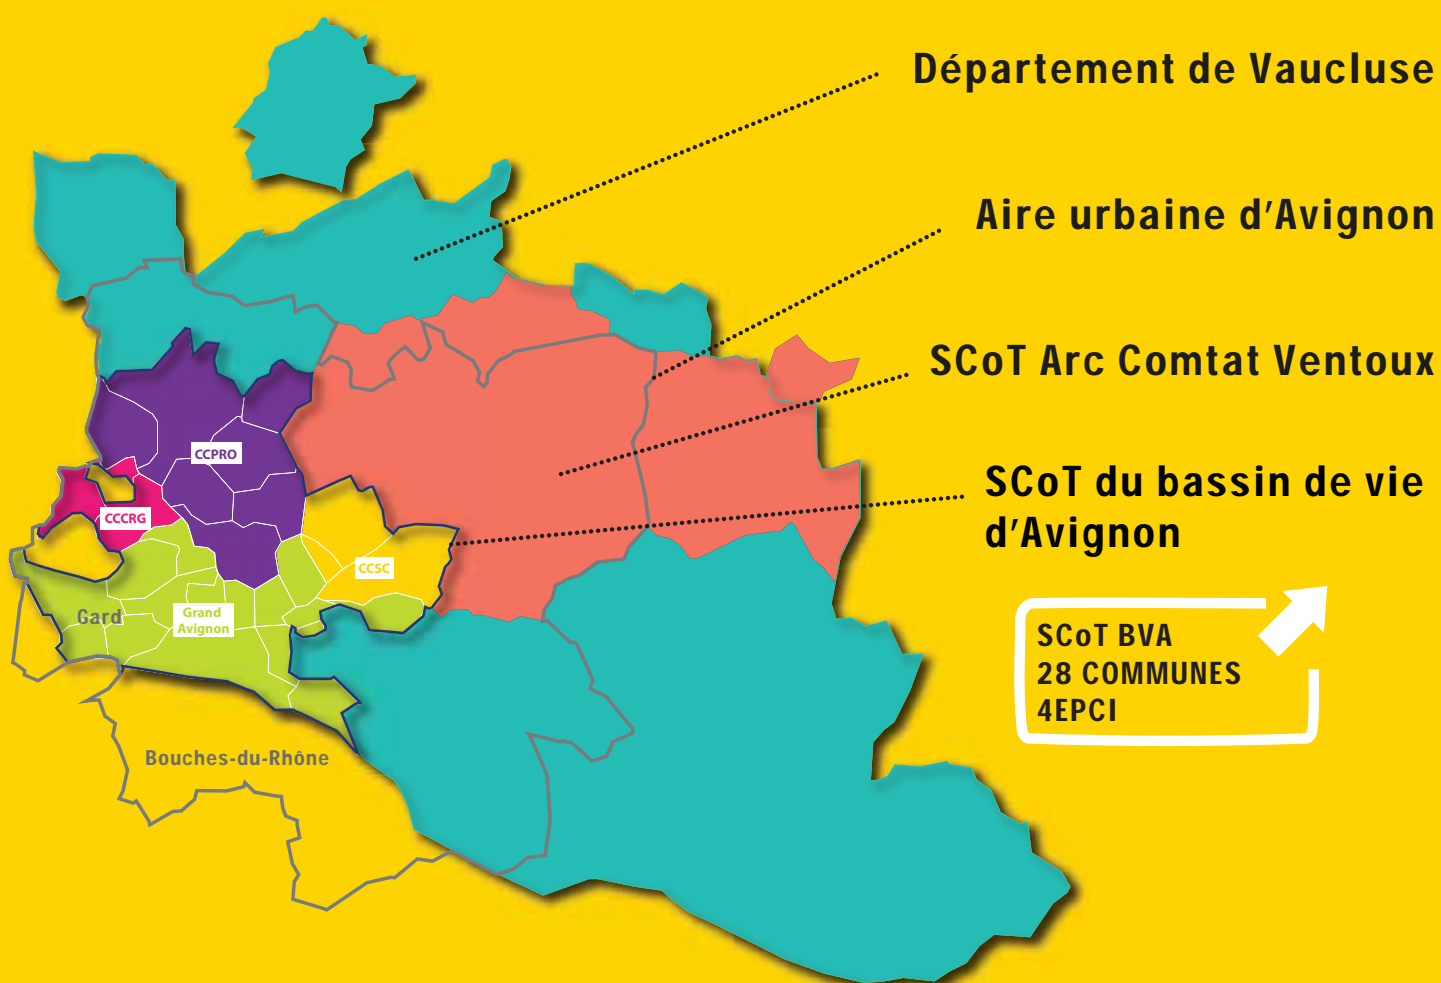 Département de Vaucluse
Aire urbaine d'Avignon
SCoT Arc Comtat Ventoux
SCoT du bassin de vie
d'Avignon
SCoT BVA
28 COMMUNES
4EPCI
CCPRO
CCCRG
CCSC
Gard
Grand
Avignon
Bouches-du-Rhône